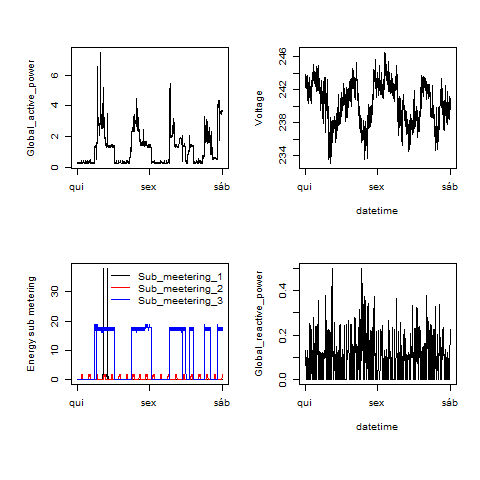 Global_active_power
0 2 4 6
qui sex sáb
Voltage
234 238 242 246
qui sex sáb
datetime
Energy sub metering
0 10 20 30
Sub_meetering_1
Sub_meetering_2
Sub_meetering_3
qui sex sáb
Global_reactive_power
0.0 0.2 0.4
qui sex sáb
datetime